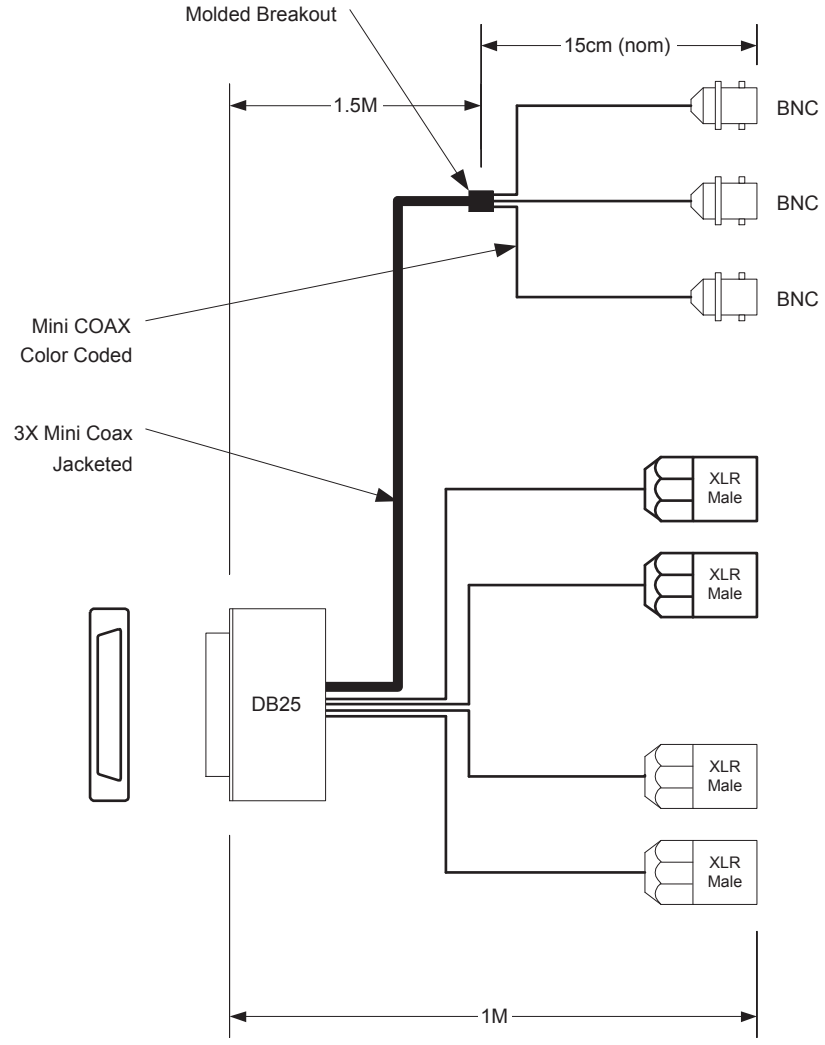 Molded Breakout
15cm (nom)
1.5M
BNC
BNC
BNC
Mini COAX
Color Coded
3X Mini Coax
Jacketed
XLR
Male
XLR
Male
DB25
XLR
Male
XLR
Male
1M